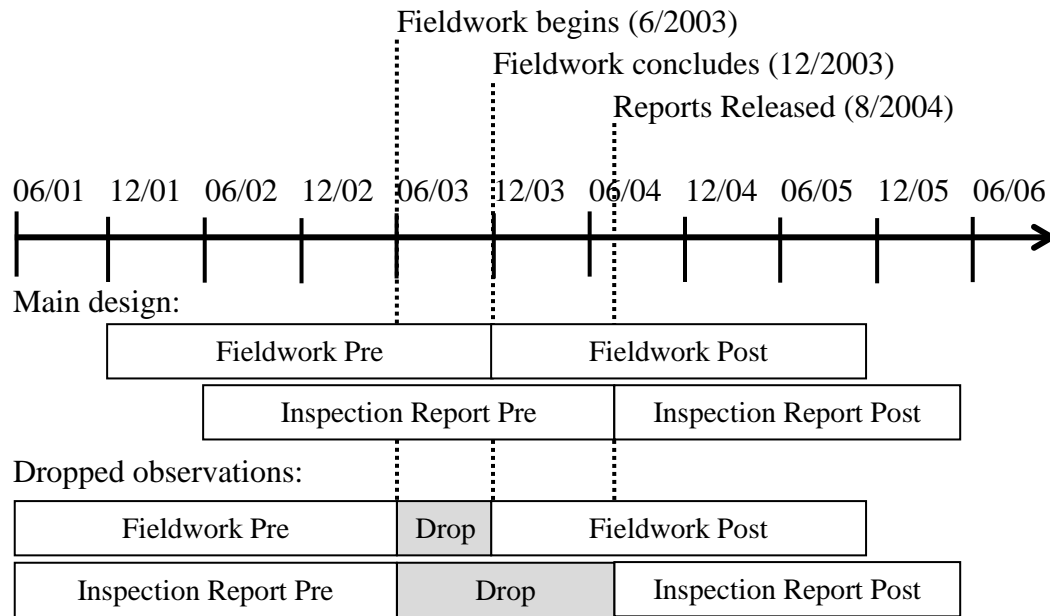 Fieldwork begins (6/2003)
Fieldwork concludes (12/2003)
Reports Released (8/2004)
06/01 12/01 06/02 12/02 06/03 12/03 06/04 12/04 06/05 12/05 06/06
Main design:
Fieldwork Pre Fieldwork Post
Inspection Report Pre Inspection Report Post
Dropped observations:
Fieldwork Pre Drop Fieldwork Post
Inspection Report Pre Drop Inspection Report Post